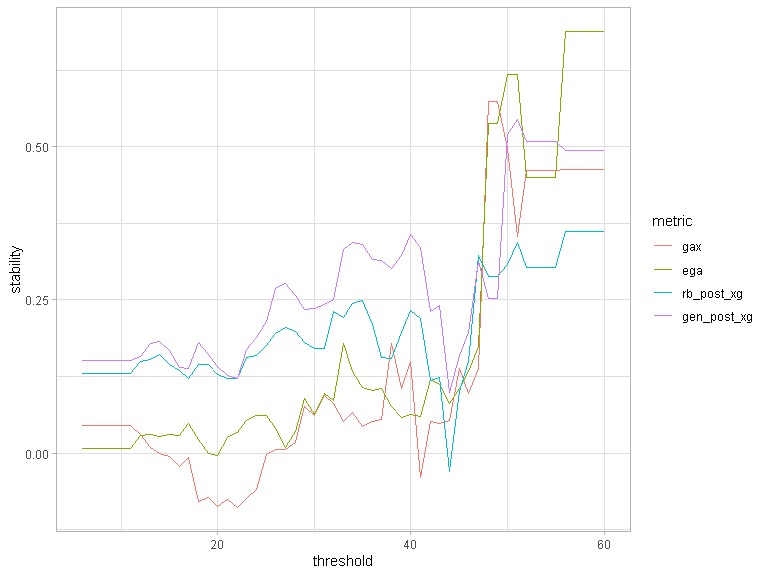 0.50
0.25
0.00
stability
20
40
60
threshold
metric
gax
ega
rb_post_xg
gen_post_xg